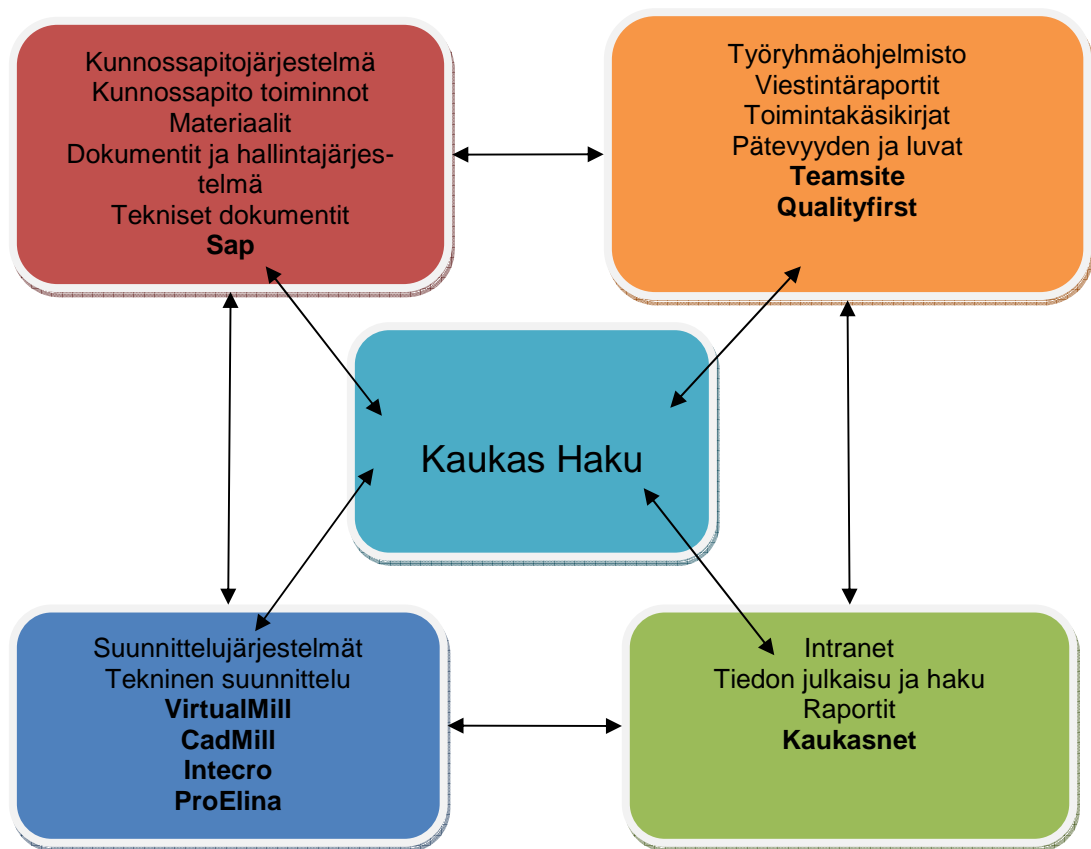 Kunnossapitojärjestelmä
Kunnossapito toiminnot
Materiaalit
Dokumentit ja hallintajärjes-
telmä
Tekniset dokumentit
Sap
Työryhmäohjelmisto
Viestintäraportit
Toimintakäsikirjat
Pätevyyden ja luvat
Teamsite
Qualityfirst
Kaukas Haku
Suunnittelujärjestelmät
Tekninen suunnittelu
VirtualMill
CadMill
Intecro
ProElina
Intranet
Tiedon julkaisu ja haku
Raportit
Kaukasnet